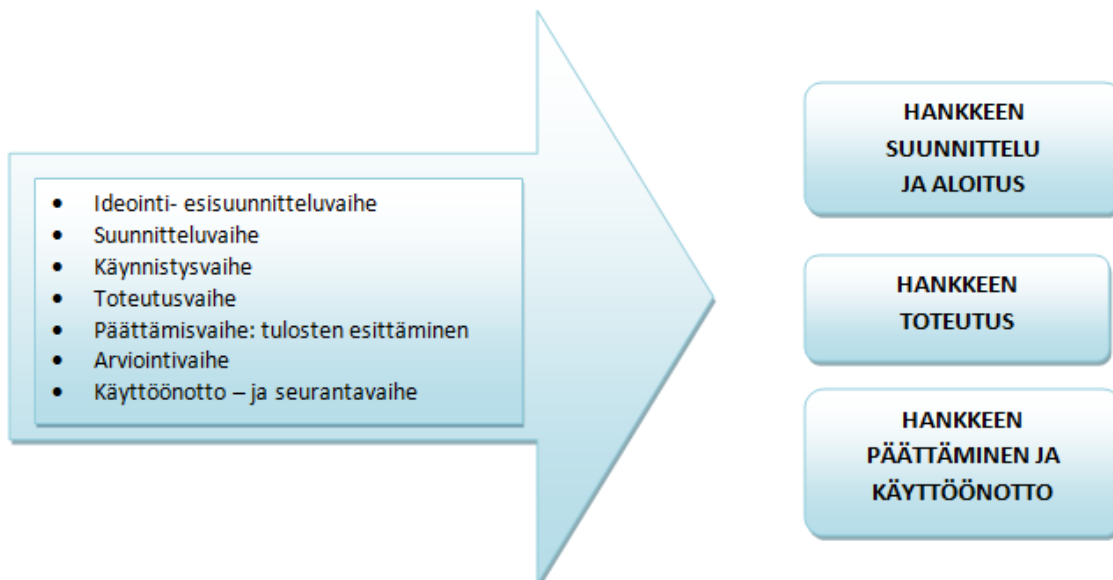 • Ideointi- esisuunnitteluvaihe
• Suunnitteluvaihe
• Käynnistysvaihe
• Toteutusvaihe
• Päättämisvaihe: tulosten esittäminen
• Arviointivaihe
• Käyttöönotto – ja seurantavaihe
HANKKEEN
SUUNNITTELU
JA ALOITUS
HANKKEEN
TOTEUTUS
HANKKEEN
PÄÄTTÄMINEN JA
KÄYTTÖÖNOTTO